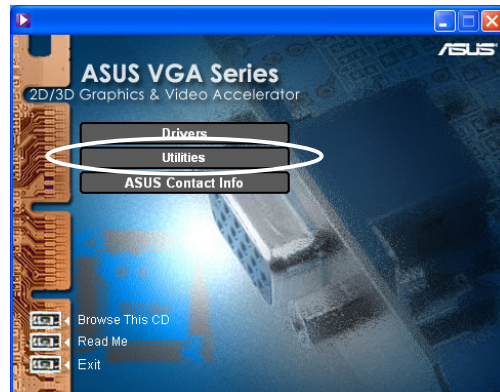 ASUS
ASUS VGA Series
2D/3D Graphics & Video Accelerator
Drivers
Utilities
ASUS Contact Info
Browse This CD
Read Me
Exit